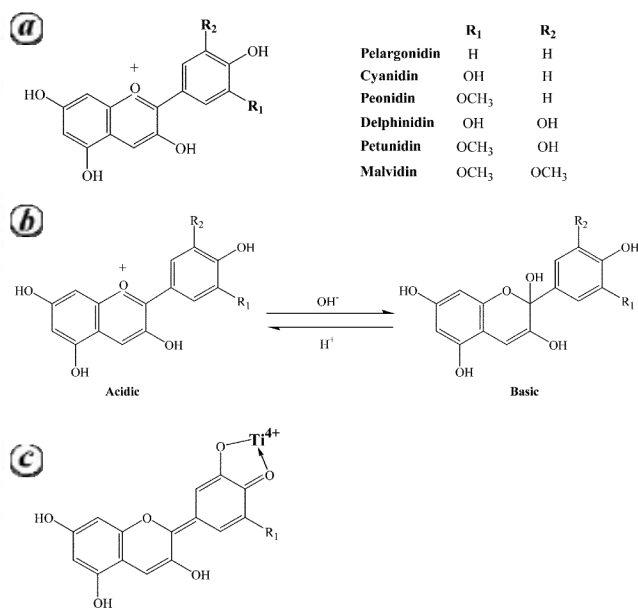 a
R₂
OH
+
O
HO
R₁
OH
OH
R₁ R₂
Pelargonidin H H
Cyanidin OH H
Peonidin OCH₃ H
Delphinidin OH OH
Petunidin OCH₃ OH
Malvidin OCH₃ OCH₃
b
R₂
OH
+
O
HO
R₁
OH
OH
Acidic
OH⁻
H⁺
R₂
OH
OH
O
HO
R₁
OH
OH
Basic
c
Ti⁴⁺
O
O
O
HO
R₁
OH
OH